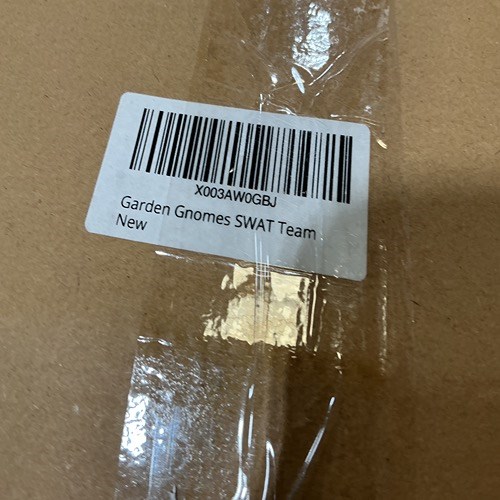 X003AW0GBJ
Garden Gnomes SWAT Team
New